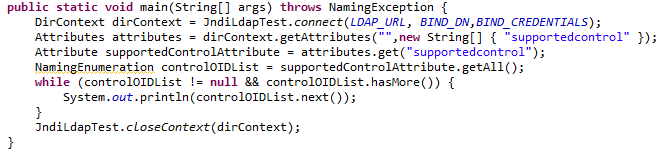 public static void main(String[] args) throws NamingException {
DirContext dirContext = JndiLdapTest.connect(LDAP_URL, BIND_DN,BIND_CREDENTIALS);
Attributes attributes = dirContext.getAttributes("",new String[] { "supportedcontrol" });
Attribute supportedControlAttribute = attributes.get("supportedcontrol");
NamingEnumeration controlOIDList = supportedControlAttribute.getAll();
while (controlOIDList != null && controlOIDList.hasMore()) {
System.out.println(controlOIDList.next());
}
JndiLdapTest.closeContext(dirContext);
}